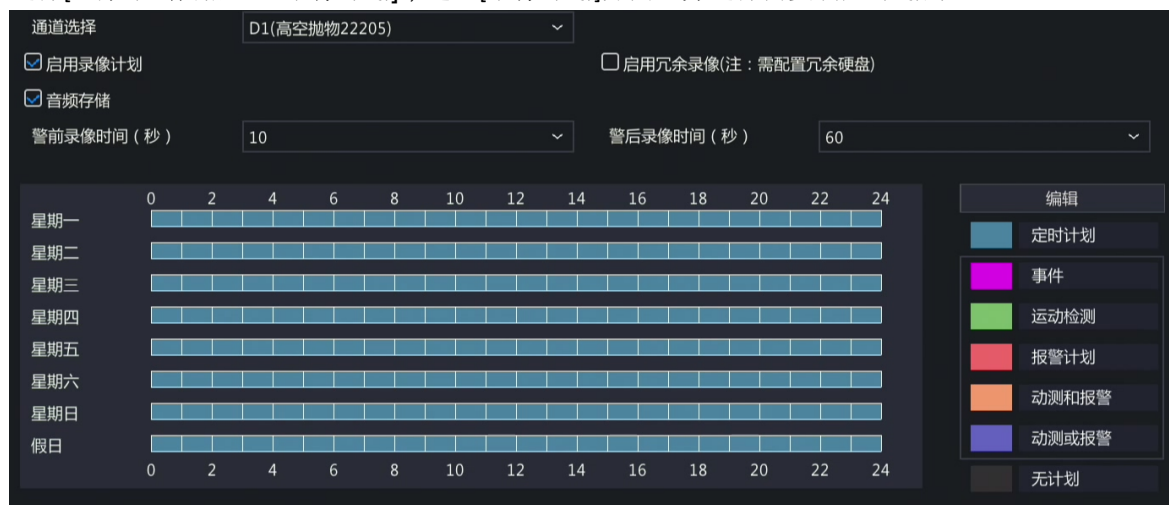 通道选择 D1(高空抛物22205)
启用录像计划 启用冗余录像(注：需配置冗余硬盘)
音频存储
警前录像时间（秒） 10 警后录像时间（秒） 60
0 2 4 6 8 10 12 14 16 18 20 22 24 编辑
星期一
定时计划
星期二
星期三 事件
星期四 运动检测
星期五 报警计划
星期六
动测和报警
星期日
假日 动测或报警
0 2 4 6 8 10 12 14 16 18 20 22 24 无计划